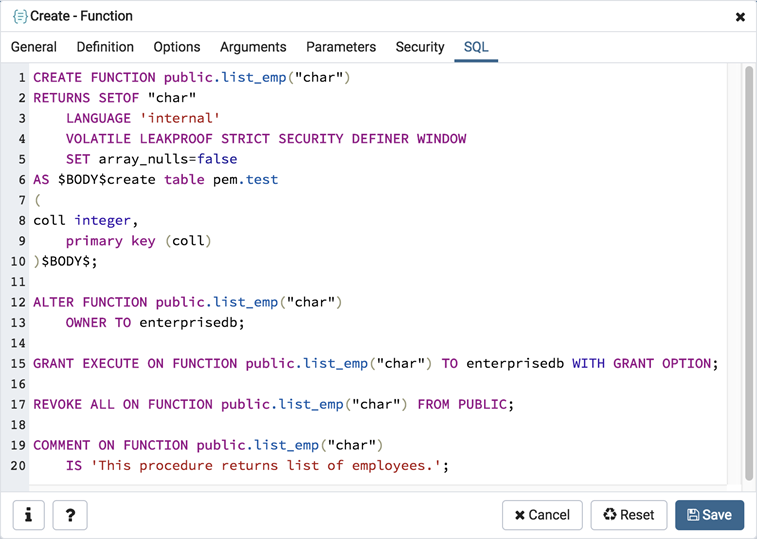 Create - Function
General Definition Options Arguments Parameters Security SQL
1 CREATE FUNCTION public.list_emp("char")
2 RETURNS SETOF "char"
3     LANGUAGE 'internal'
4     VOLATILE LEAKPROOF STRICT SECURITY DEFINER WINDOW
5     SET array_nulls=false
6 AS $BODY$create table pem.test
7 (
8 coll integer,
9     primary key (coll)
10 )$BODY$;
11
12 ALTER FUNCTION public.list_emp("char")
13     OWNER TO enterprisedb;
14
15 GRANT EXECUTE ON FUNCTION public.list_emp("char") TO enterprisedb WITH GRANT OPTION;
16
17 REVOKE ALL ON FUNCTION public.list_emp("char") FROM PUBLIC;
18
19 COMMENT ON FUNCTION public.list_emp("char")
20     IS 'This procedure returns list of employees.';
i ? Cancel Reset Save